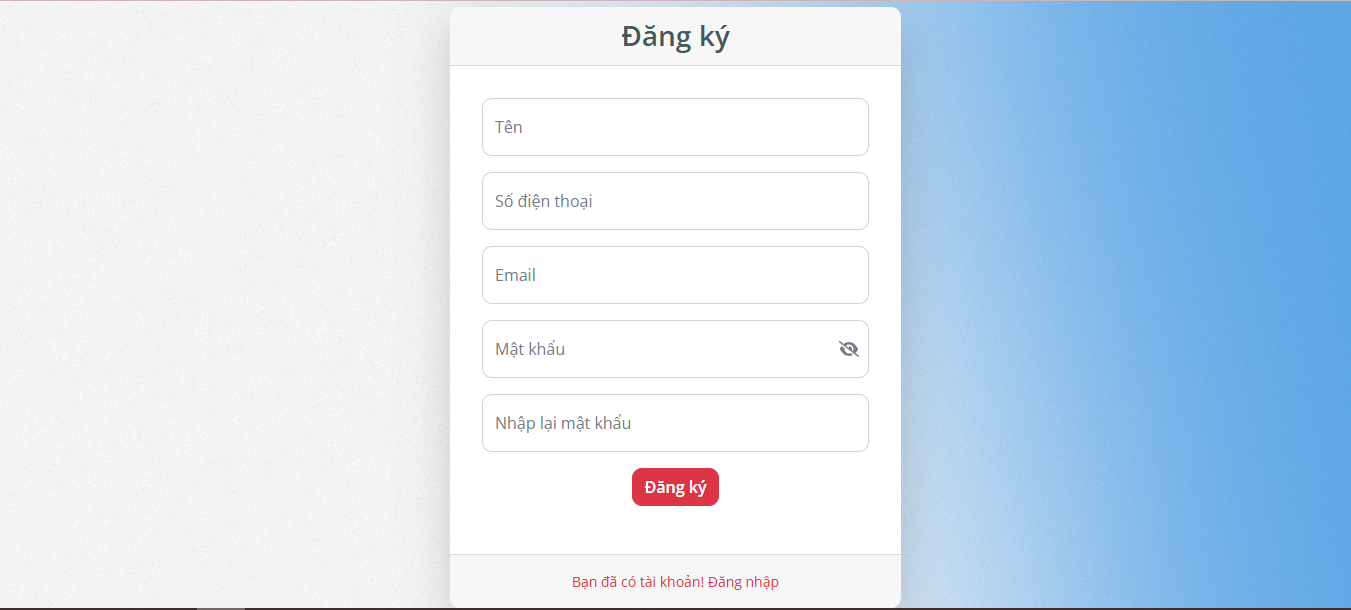 Đăng ký
Tên
Số điện thoại
Email
Mật khẩu
Nhập lại mật khẩu
Đăng ký
Bạn đã có tài khoản! Đăng nhập